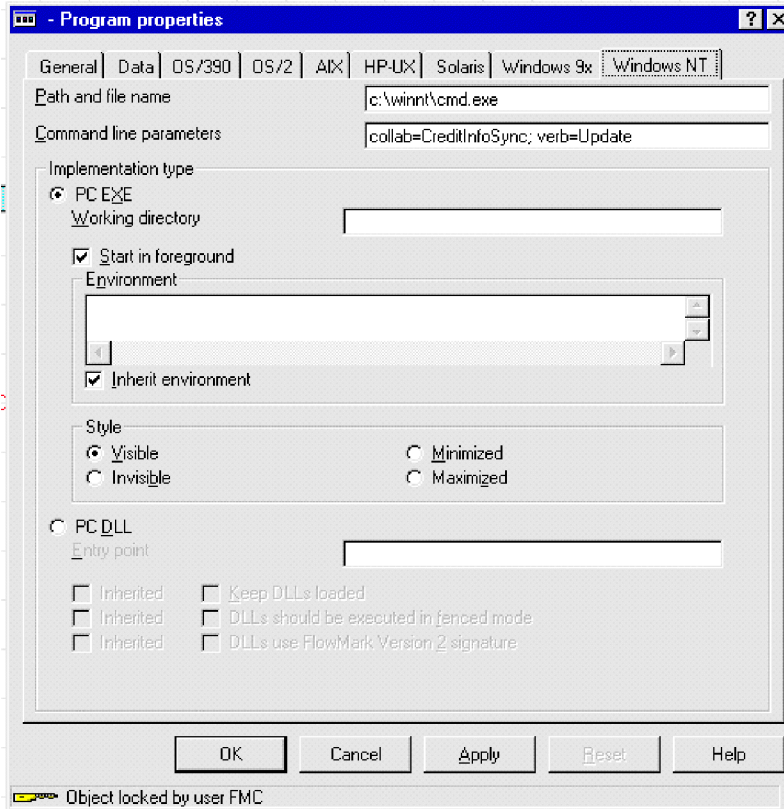 - Program properties
General Data OS/390 OS/2 AIX HP-UX Solaris Windows 9x Windows NT
Path and file name c:\winnt\cmd.exe
Command line parameters collab=CreditInfoSync; verb=Update
Implementation type
PC EXE
Working directory
Start in foreground
Environment
Inherit environment
Style
Visible Minimized
Invisible Maximized
PC DLL
Entry point
Inherited Keep DLLs loaded
Inherited DLLs should be executed in fenced mode
Inherited DLLs use FlowMark Version 2 signature
OK Cancel Apply Reset Help
Object locked by user FMC